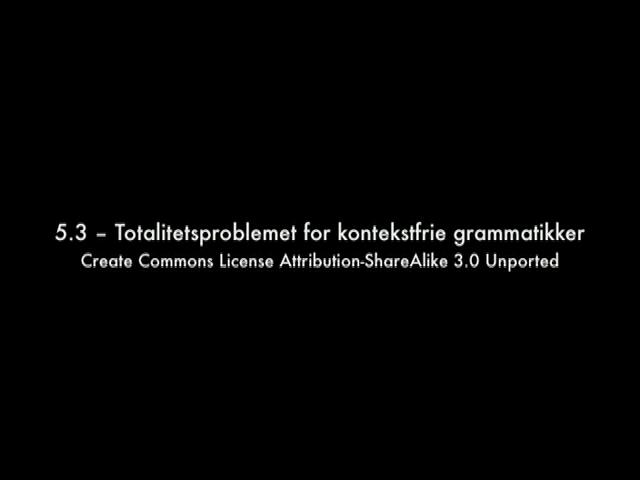 5.3 – Totalitetsproblemet for kontekstfrie grammatikker
Create Commons License Attribution-ShareAlike 3.0 Unported